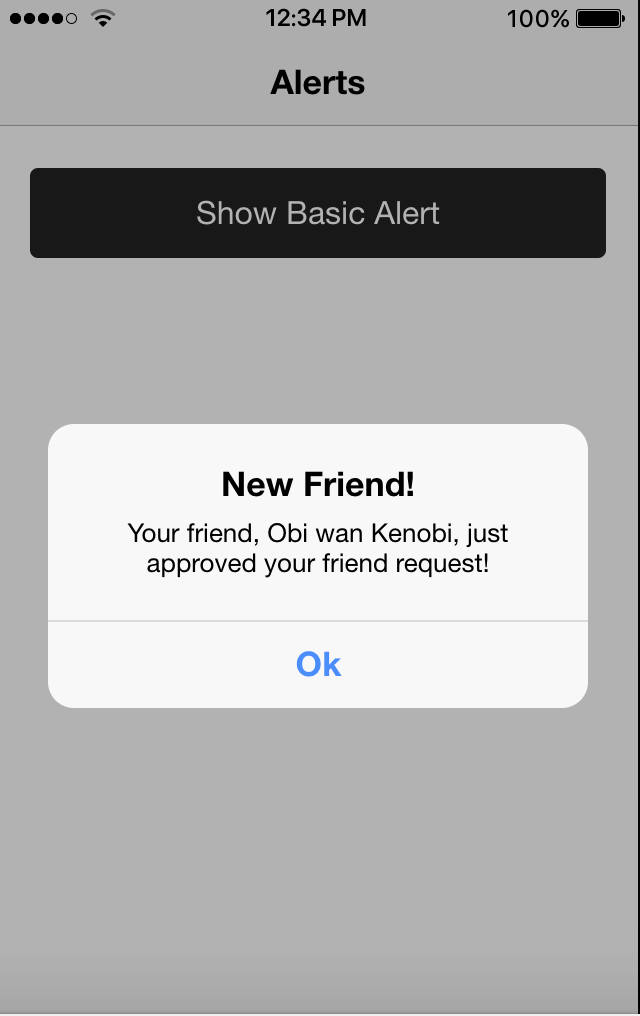 12:34 PM 100%
Alerts
Show Basic Alert
New Friend!
Your friend, Obi wan Kenobi, just
approved your friend request!
Ok